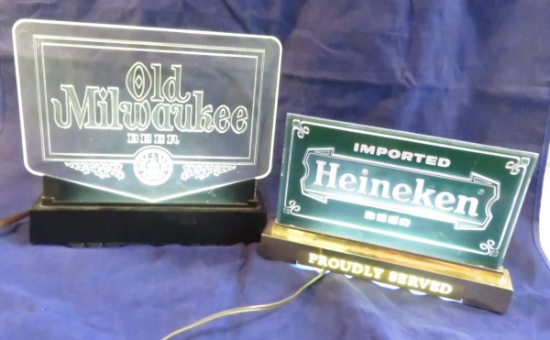 Old
Milwaukee
BEER
IMPORTED
Heineken
BEER
PROUDLY SERVED